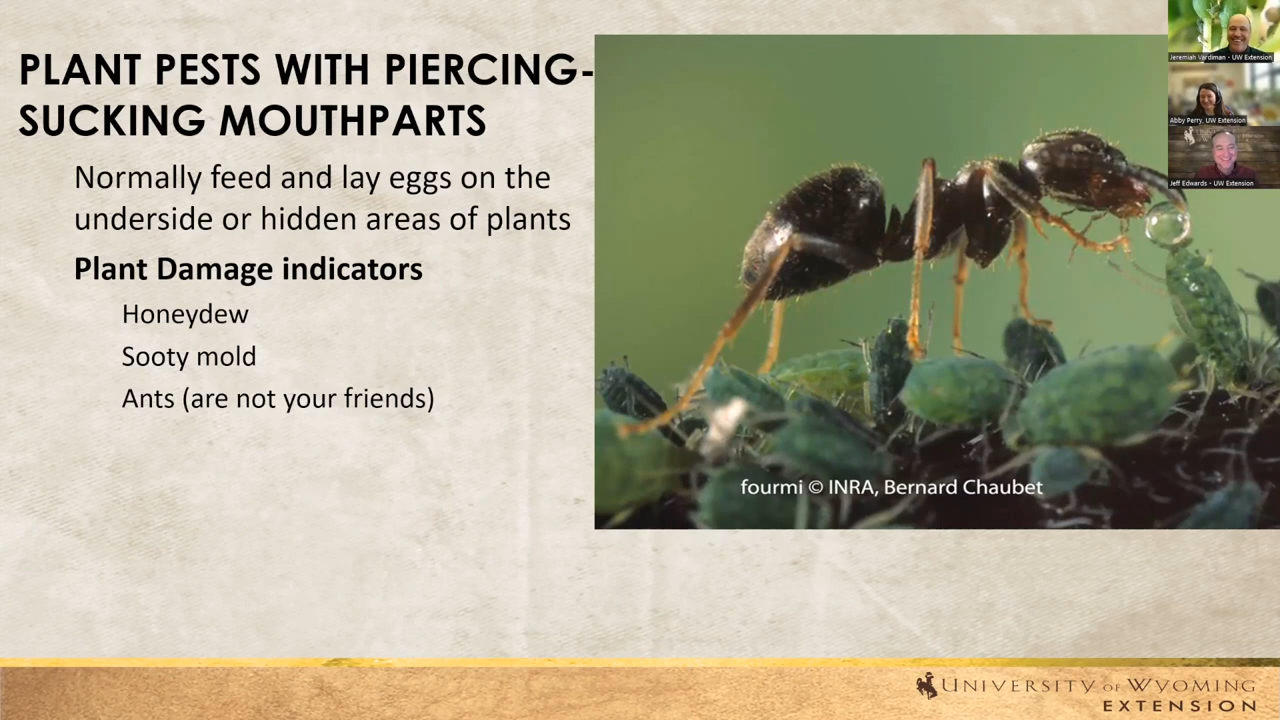 PLANT PESTS WITH PIERCING-
SUCKING MOUTHPARTS
Normally feed and lay eggs on the
underside or hidden areas of plants
Plant Damage indicators
Honeydew
Sooty mold
Ants (are not your friends)
fourmi © INRA, Bernard Chaubet
Jeremiah Vardiman - UW Extension
Abby Perry, UW Extension
Jeff Edwards - UW Extension
UNIVERSITY OF WYOMING
EXTENSION